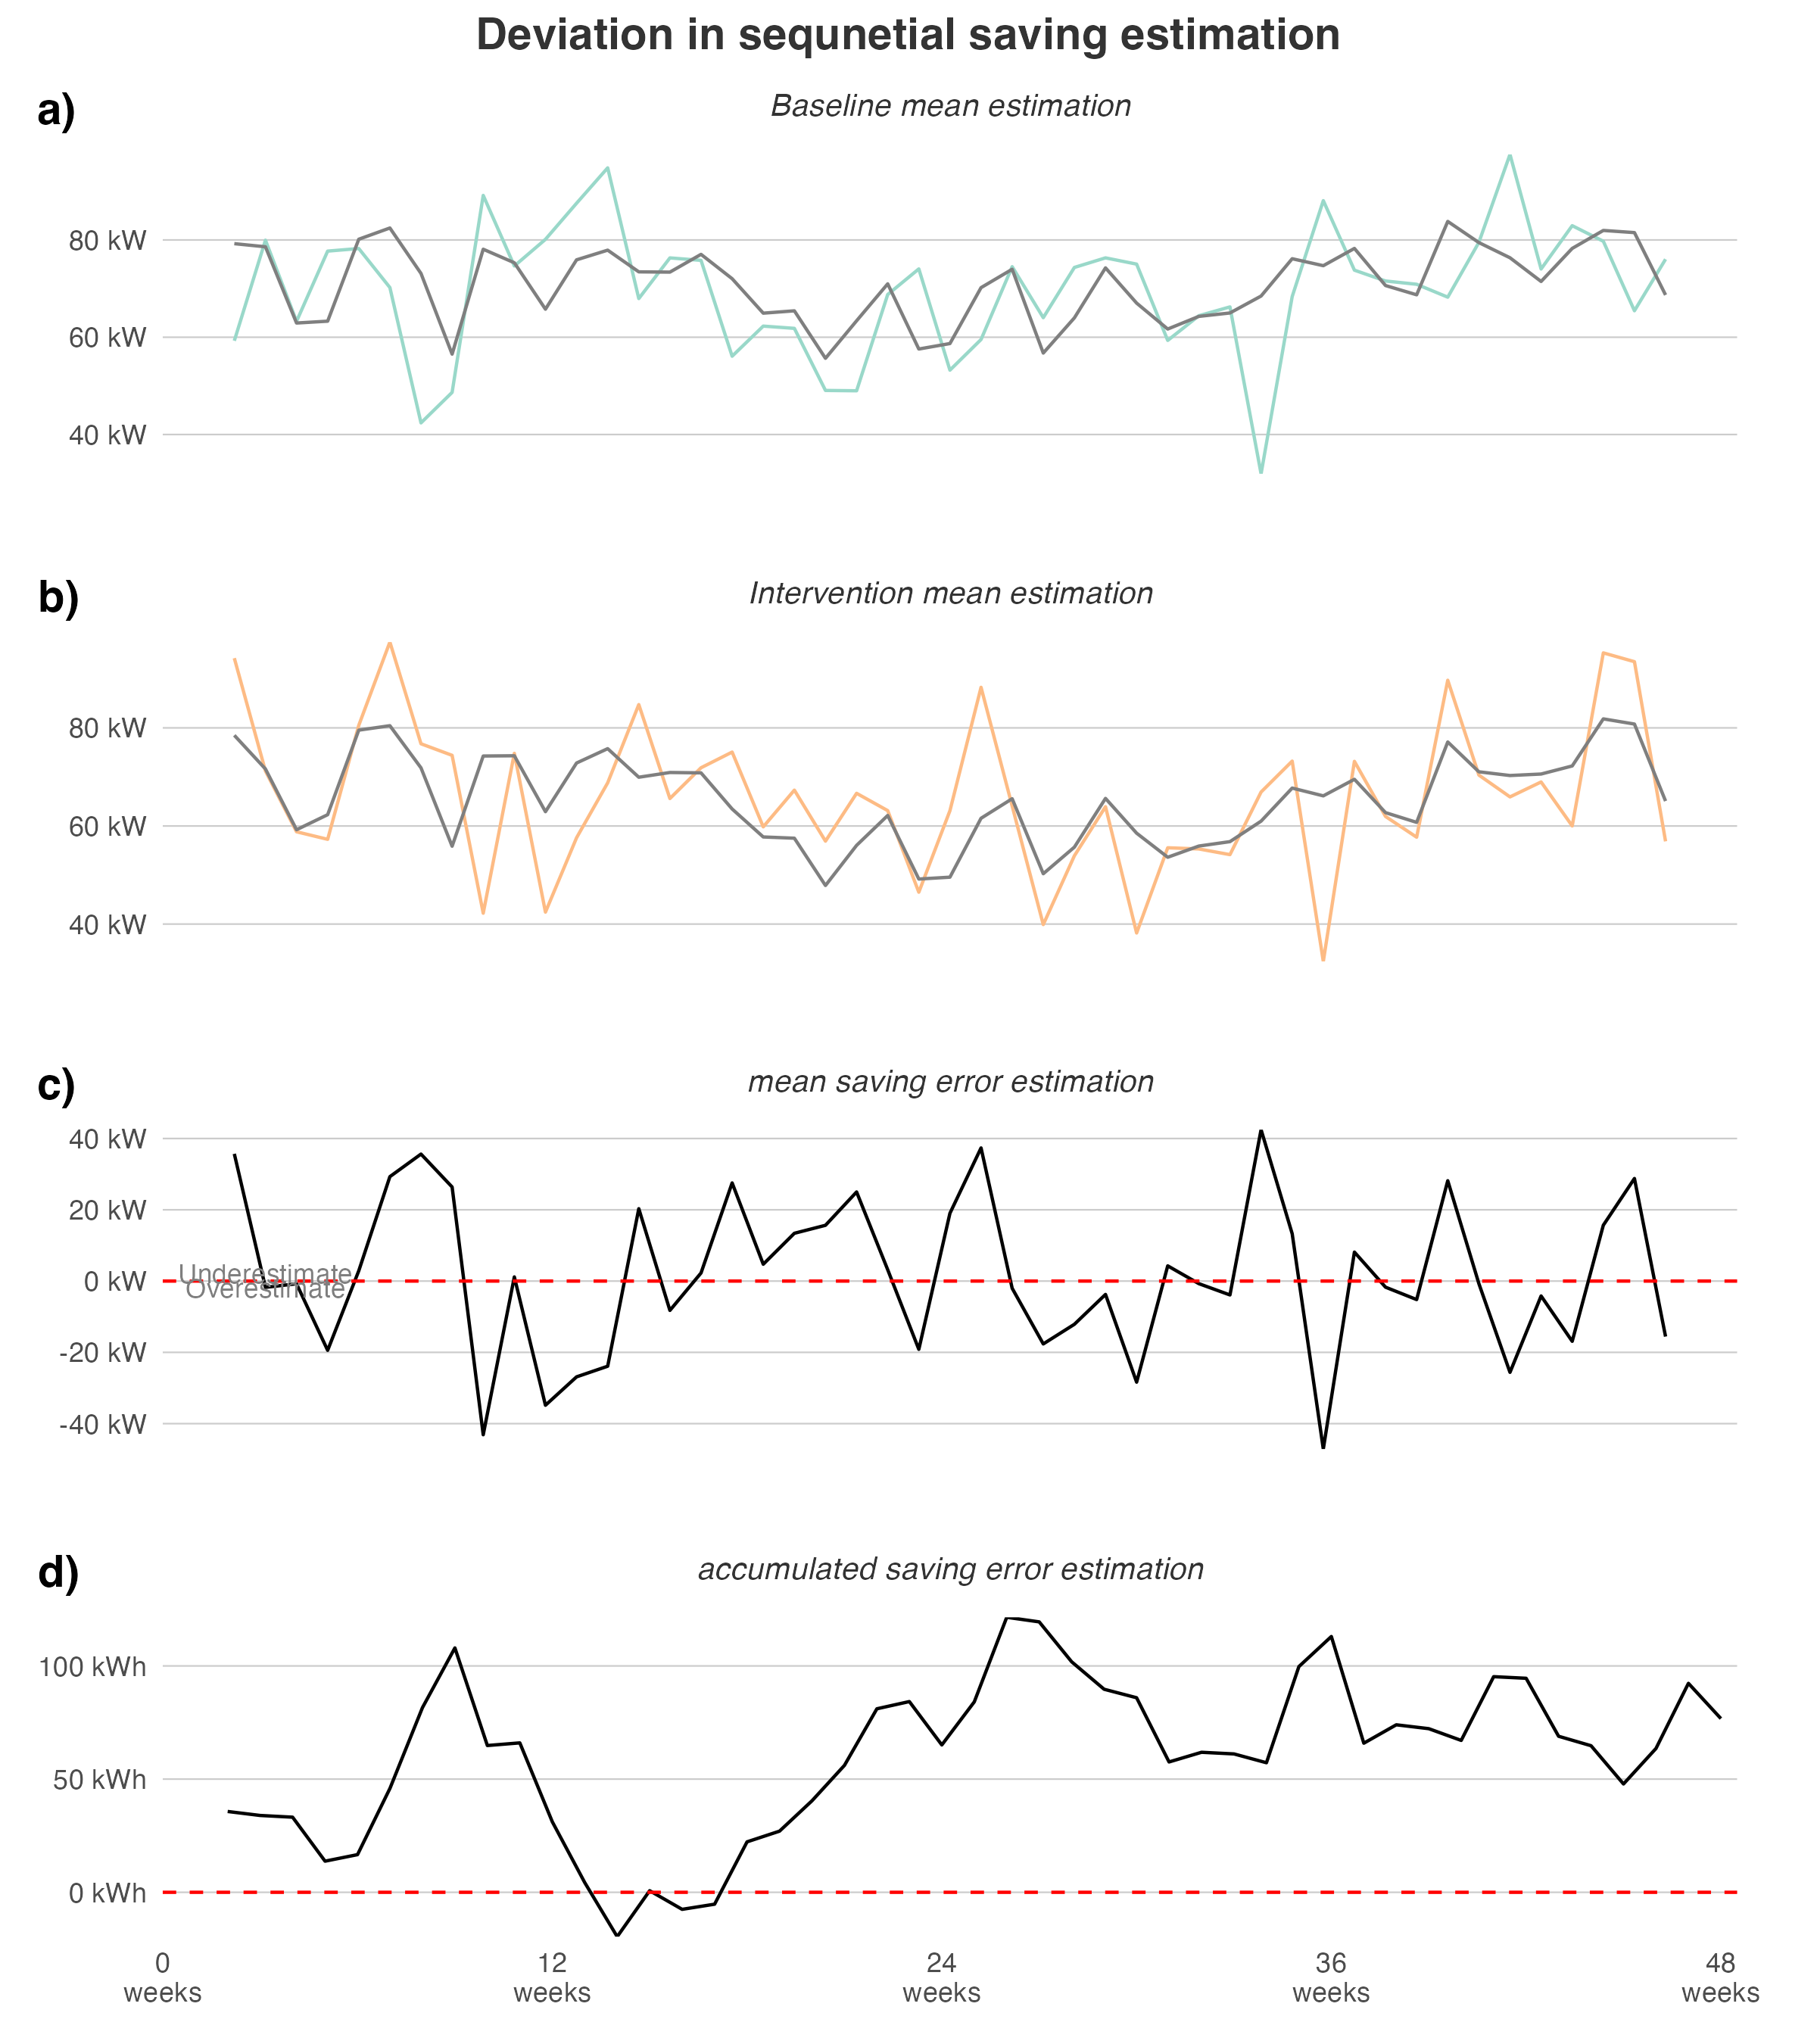 Deviation in sequnetial saving estimation
a)
Baseline mean estimation
80 kW
60 kW
40 kW
b)
Intervention mean estimation
80 kW
60 kW
40 kW
c)
mean saving error estimation
40 kW
20 kW
Underestimate
0 kW
Overestimate
-20 kW
-40 kW
d)
accumulated saving error estimation
100 kWh
50 kWh
0 kWh
0 12 24 36 48
weeks weeks weeks weeks weeks